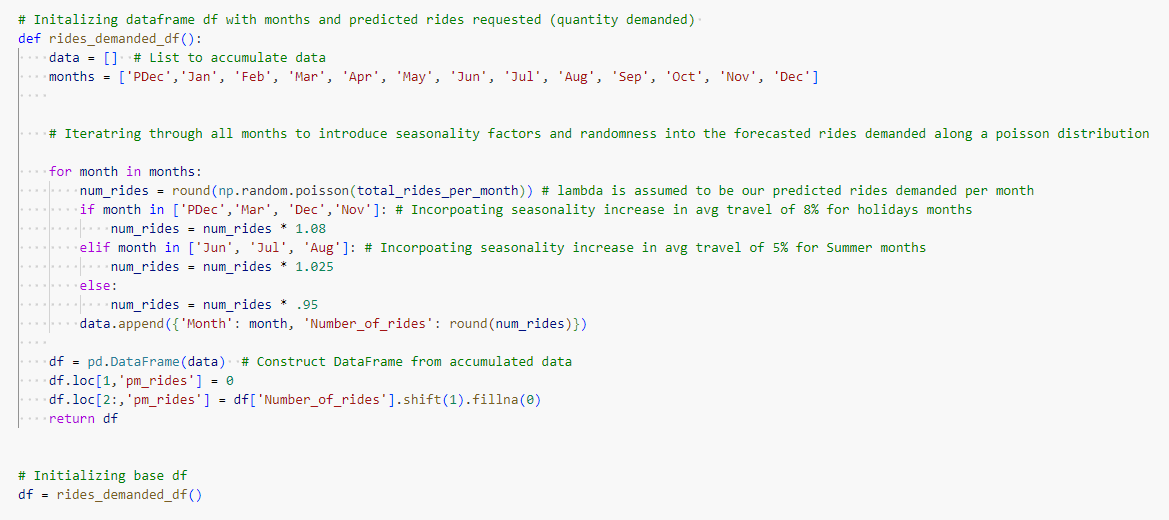 # Initalizing dataframe df with months and predicted rides requested (quantity demanded)
def rides_demanded_df():
    data = []  # List to accumulate data
    months = ['PDec','Jan', 'Feb', 'Mar', 'Apr', 'May', 'Jun', 'Jul', 'Aug', 'Sep', 'Oct', 'Nov', 'Dec']
    # Iteratring through all months to introduce seasonality factors and randomness into the forecasted rides demanded along a poisson distribution
    for month in months:
        num_rides = round(np.random.poisson(total_rides_per_month)) # lambda is assumed to be our predicted rides demanded per month
        if month in ['PDec','Mar', 'Dec','Nov']: # Incorpoating seasonality increase in avg travel of 8% for holidays months
            num_rides = num_rides * 1.08
        elif month in ['Jun', 'Jul', 'Aug']: # Incorpoating seasonality increase in avg travel of 5% for Summer months
            num_rides = num_rides * 1.025
        else:
            num_rides = num_rides * .95
        data.append({'Month': month, 'Number_of_rides': round(num_rides)})
    df = pd.DataFrame(data)  # Construct DataFrame from accumulated data
    df.loc[1,'pm_rides'] = 0
    df.loc[2:,'pm_rides'] = df['Number_of_rides'].shift(1).fillna(0)
    return df
# Initializing base df
df = rides_demanded_df()